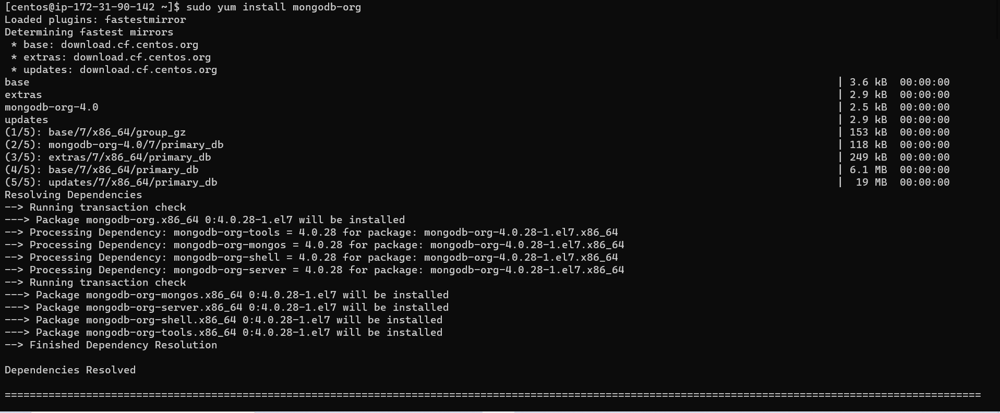 [centos@ip-172-31-90-142 ~]$ sudo yum install mongodb-org
Loaded plugins: fastestmirror
Determining fastest mirrors
 * base: download.cf.centos.org
 * extras: download.cf.centos.org
 * updates: download.cf.centos.org
base | 3.6 kB  00:00:00
extras | 2.9 kB  00:00:00
mongodb-org-4.0 | 2.5 kB  00:00:00
updates | 2.9 kB  00:00:00
(1/5): base/7/x86_64/group_gz | 153 kB  00:00:00
(2/5): mongodb-org-4.0/7/primary_db | 118 kB  00:00:00
(3/5): extras/7/x86_64/primary_db | 249 kB  00:00:00
(4/5): base/7/x86_64/primary_db | 6.1 MB  00:00:00
(5/5): updates/7/x86_64/primary_db |  19 MB  00:00:00
Resolving Dependencies
--> Running transaction check
---> Package mongodb-org.x86_64 0:4.0.28-1.el7 will be installed
--> Processing Dependency: mongodb-org-tools = 4.0.28 for package: mongodb-org-4.0.28-1.el7.x86_64
--> Processing Dependency: mongodb-org-mongos = 4.0.28 for package: mongodb-org-4.0.28-1.el7.x86_64
--> Processing Dependency: mongodb-org-shell = 4.0.28 for package: mongodb-org-4.0.28-1.el7.x86_64
--> Processing Dependency: mongodb-org-server = 4.0.28 for package: mongodb-org-4.0.28-1.el7.x86_64
--> Running transaction check
---> Package mongodb-org-mongos.x86_64 0:4.0.28-1.el7 will be installed
---> Package mongodb-org-server.x86_64 0:4.0.28-1.el7 will be installed
---> Package mongodb-org-shell.x86_64 0:4.0.28-1.el7 will be installed
---> Package mongodb-org-tools.x86_64 0:4.0.28-1.el7 will be installed
--> Finished Dependency Resolution

Dependencies Resolved

============================================================================================================================================================